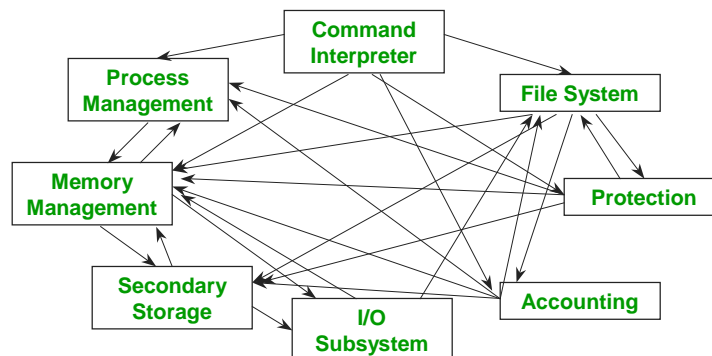 Command
Interpreter
Process
Management
File System
Memory
Management
Protection
Secondary
Storage
Accounting
I/O
Subsystem